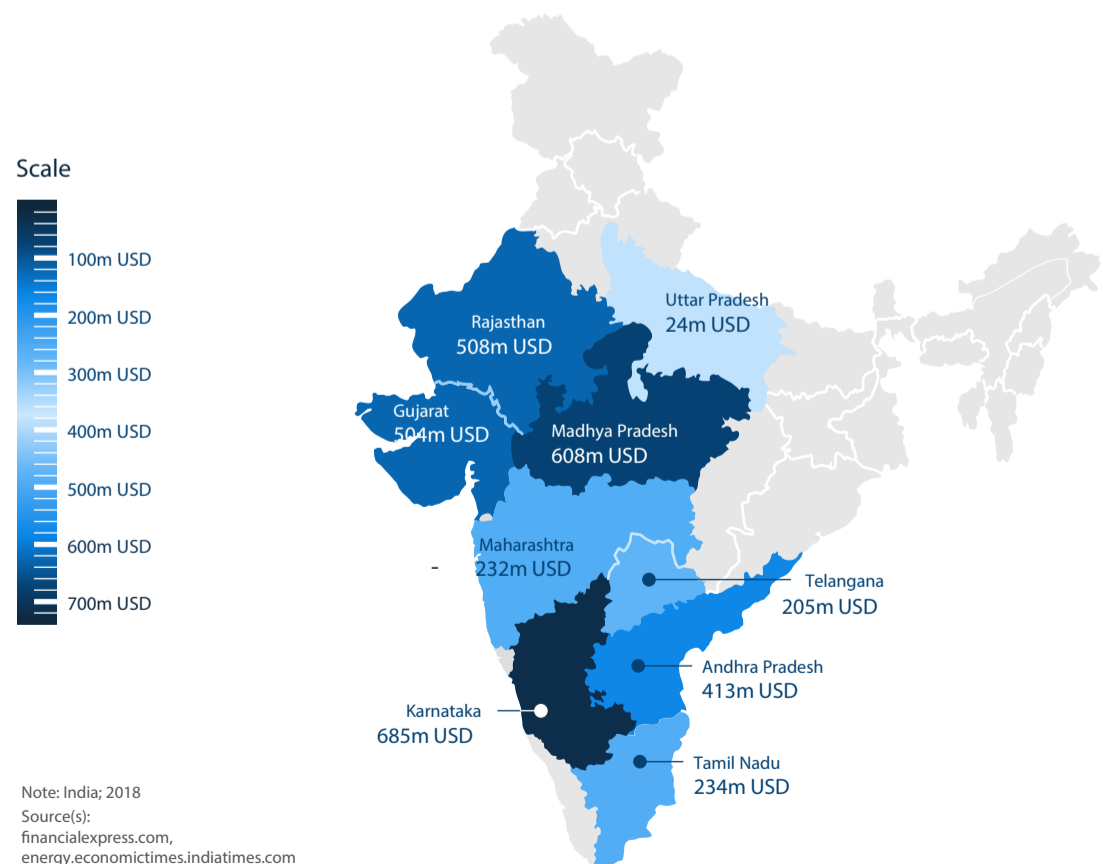 Scale
100m USD
200m USD
300m USD
400m USD
500m USD
600m USD
700m USD
Uttar Pradesh
24m USD
Rajasthan
508m USD
Gujarat
504m USD
Madhya Pradesh
608m USD
Maharashtra
232m USD
-
Telangana
205m USD
Andhra Pradesh
413m USD
Karnataka
685m USD
Tamil Nadu
234m USD
Note: India; 2018
Source(s):
financialexpress.com,
energy.economictimes.indiatimes.com